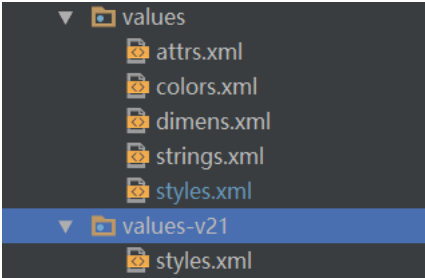 values
attrs.xml
colors.xml
dimens.xml
strings.xml
styles.xml
values-v21
styles.xml